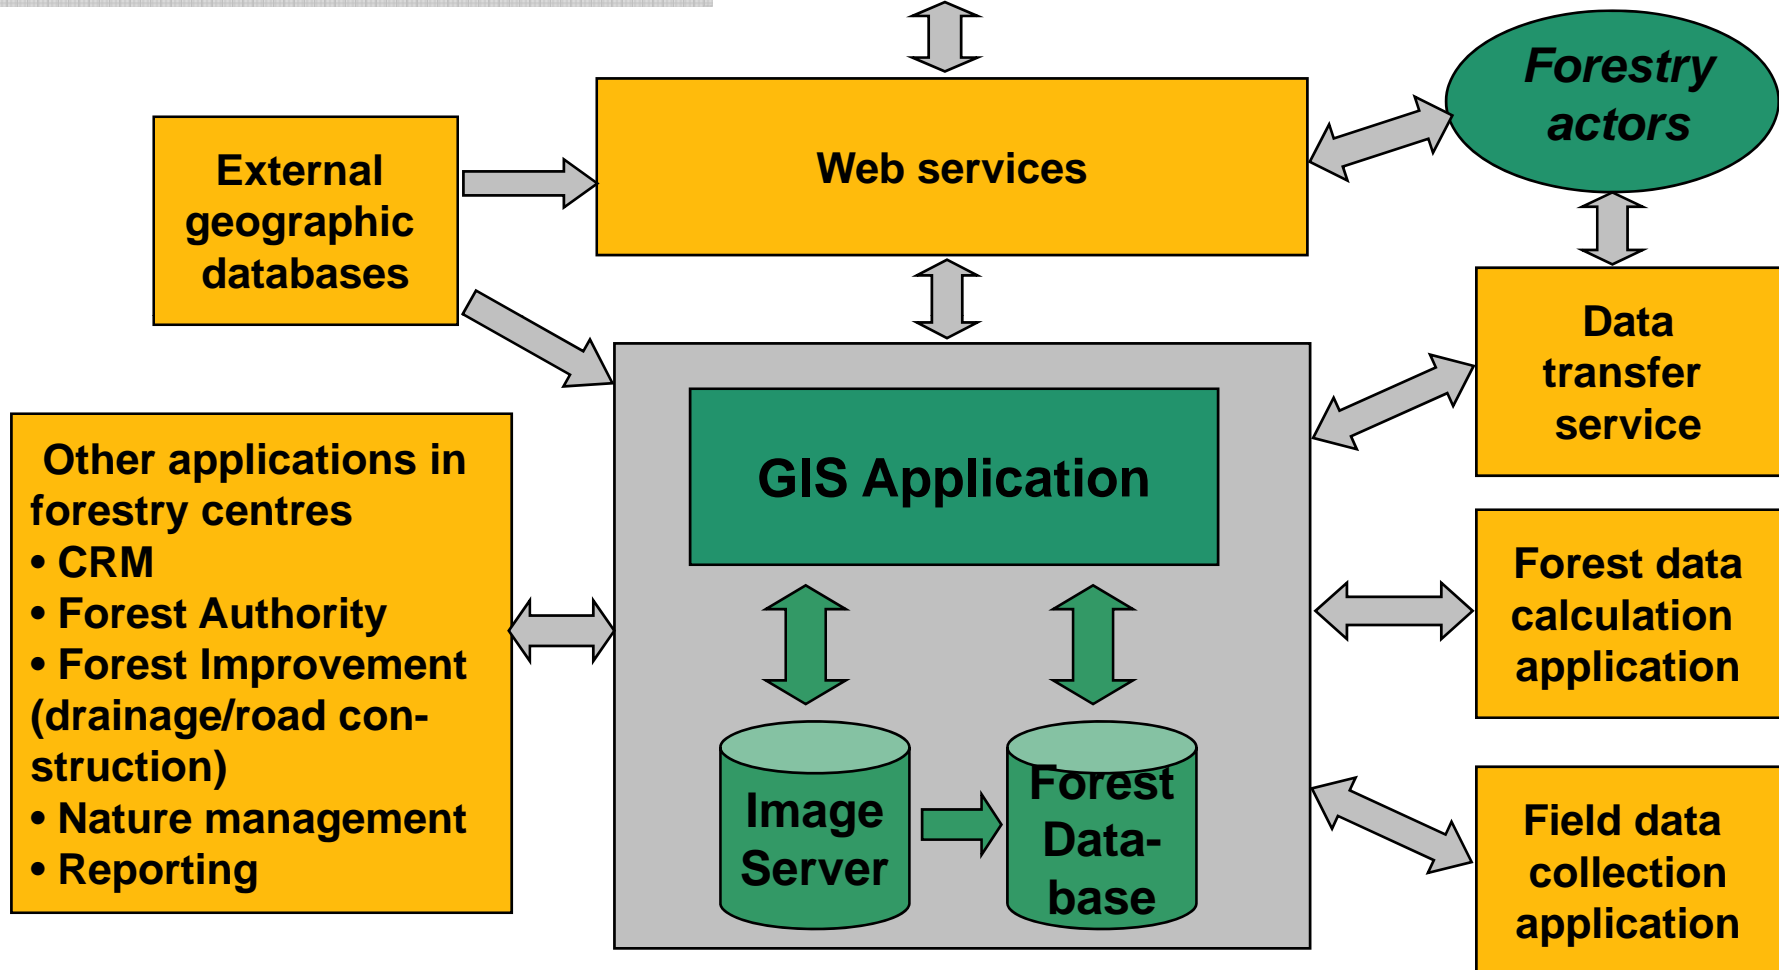 Forestry
actors
Web services
External
geographic
databases
Data
transfer
service
Other applications in
forestry centres
• CRM
• Forest Authority
• Forest Improvement
(drainage/road con-
struction)
• Nature management
• Reporting
GIS Application
Forest data
calculation
application
Image
Server
Forest
Data-
base
Field data
collection
application